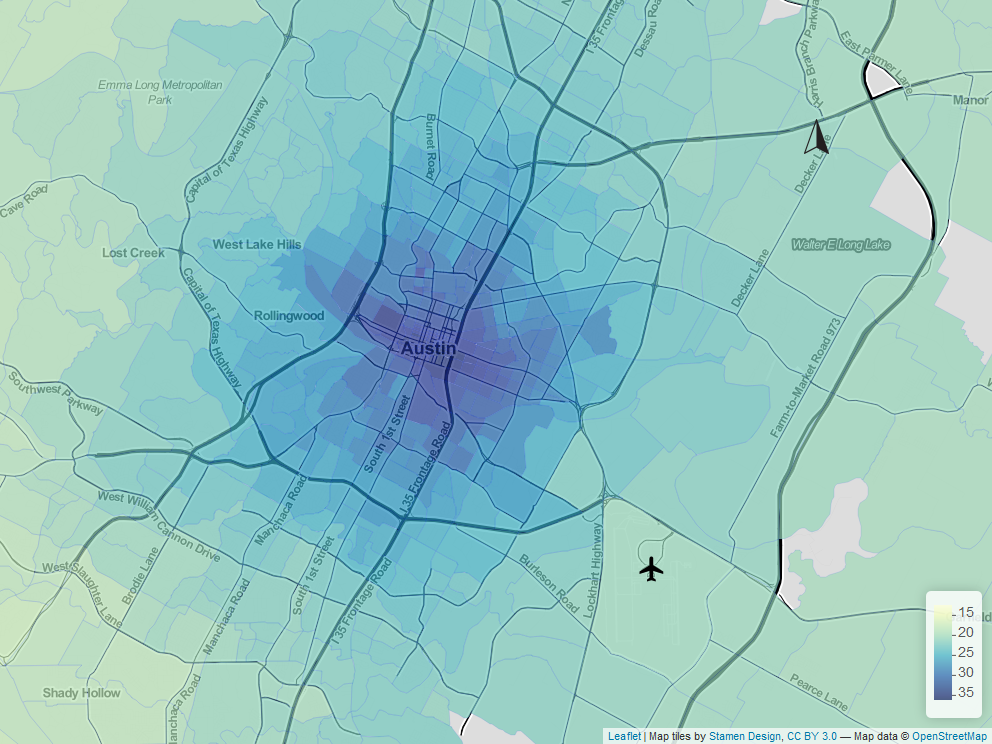 I 35 Frontag
Dessau Roa
Parris Branch Parkwa
East Parmer Lane
Emma Long Metropolitan
Park
Manor
Capital of Texas Highway
Burnet Road
Decker Lane
Cave Road
West Lake Hills
Lost Creek
Walter E Long Lake
Decker Lane
Capital of Texas Highway
Rollingwood
Austin
Farm-to-Market Road 973
Southwest Parkway
South 1st Street
I 35 Frontage Road
West William Cannon Drive
Manchaca Road
Lockhart Highway
West Slaughter Lane
Brodie Lane
South 1st Street
I 35 Frontage Road
Burleson Road
Manchaca Road
15
20
25
30
35
Shady Hollow
Manchaca Road
Pearce Lane
Leaflet | Map tiles by Stamen Design, CC BY 3.0 — Map data © OpenStreetMap